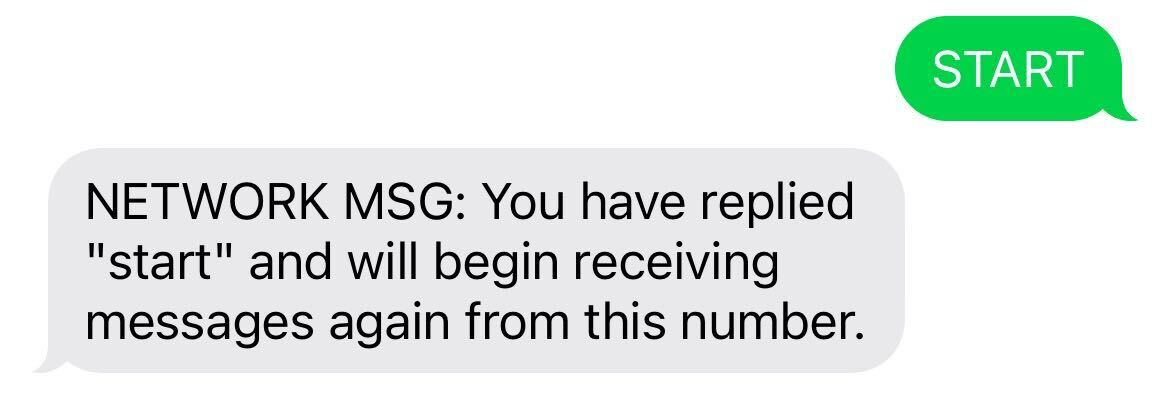 START
NETWORK MSG: You have replied
"start" and will begin receiving
messages again from this number.